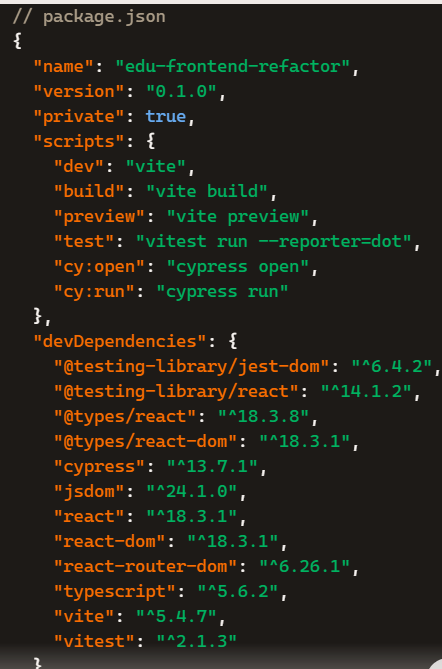 // package.json
{
  "name": "edu-frontend-refactor",
  "version": "0.1.0",
  "private": true,
  "scripts": {
    "dev": "vite",
    "build": "vite build",
    "preview": "vite preview",
    "test": "vitest run --reporter=dot",
    "cy:open": "cypress open",
    "cy:run": "cypress run"
  },
  "devDependencies": {
    "@testing-library/jest-dom": "^6.4.2",
    "@testing-library/react": "^14.1.2",
    "@types/react": "^18.3.8",
    "@types/react-dom": "^18.3.1",
    "cypress": "^13.7.1",
    "jsdom": "^24.1.0",
    "react": "^18.3.1",
    "react-dom": "^18.3.1",
    "react-router-dom": "^6.26.1",
    "typescript": "^5.6.2",
    "vite": "^5.4.7",
    "vitest": "^2.1.3"
  }